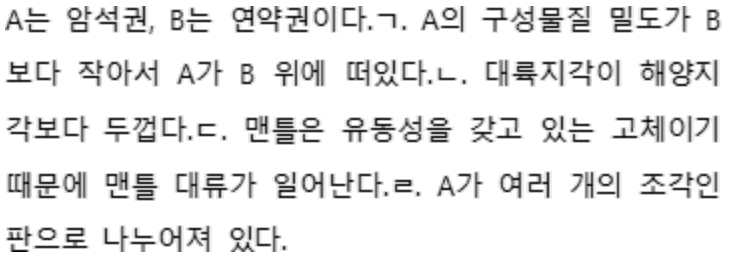 A는 암석권, B는 연약권이다.ㄱ. A의 구성물질 밀도가 B
보다 작아서 A가 B 위에 떠있다.ㄴ. 대륙지각이 해양지
각보다 두껍다.ㄷ. 맨틀은 유동성을 갖고 있는 고체이기
때문에 맨틀 대류가 일어난다.ㄹ. A가 여러 개의 조각인
판으로 나누어져 있다.